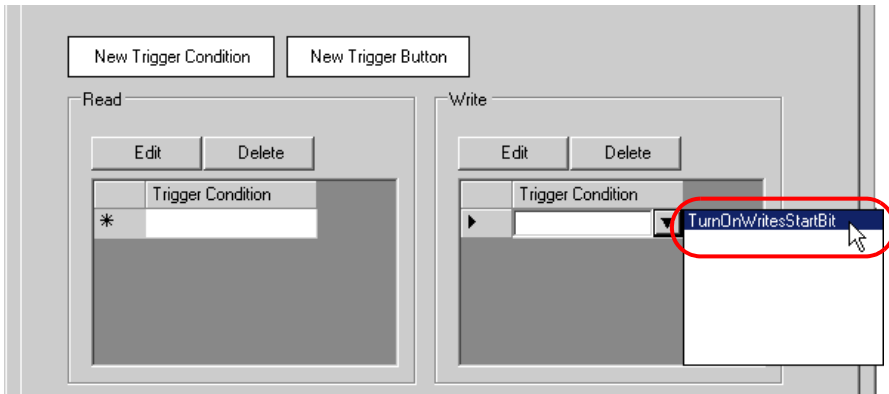 New Trigger Condition
New Trigger Button
Read
Edit
Delete
Trigger Condition
Write
Edit
Delete
Trigger Condition
TurnOnWritesStartBit